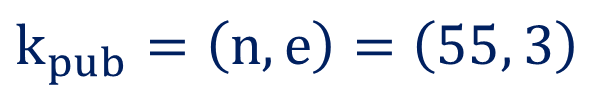 k_pub = (n, e) = (55, 3)